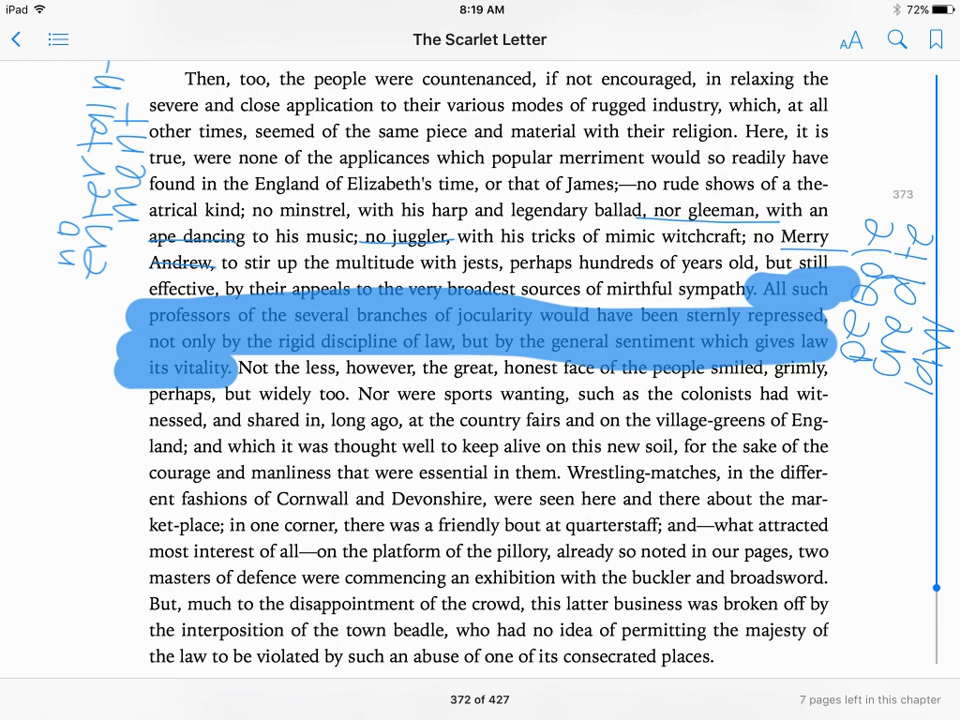 iPad 8:19 AM 72%
The Scarlet Letter
AA
Then, too, the people were countenanced, if not encouraged, in relaxing the
severe and close application to their various modes of rugged industry, which, at all
other times, seemed of the same piece and material with their religion. Here, it is
true, were none of the applicances which popular merriment would so readily have
found in the England of Elizabeth's time, or that of James;—no rude shows of a the-
atrical kind; no minstrel, with his harp and legendary ballad, nor gleeman, with an
ape dancing to his music; no juggler, with his tricks of mimic witchcraft; no Merry
Andrew, to stir up the multitude with jests, perhaps hundreds of years old, but still
effective, by their appeals to the very broadest sources of mirthful sympathy. All such
professors of the several branches of jocularity would have been sternly repressed,
not only by the rigid discipline of law, but by the general sentiment which gives law
its vitality. Not the less, however, the great, honest face of the people smiled, grimly,
perhaps, but widely too. Nor were sports wanting, such as the colonists had wit-
nessed, and shared in, long ago, at the country fairs and on the village-greens of Eng-
land; and which it was thought well to keep alive on this new soil, for the sake of the
courage and manliness that were essential in them. Wrestling-matches, in the differ-
ent fashions of Cornwall and Devonshire, were seen here and there about the mar-
ket-place; in one corner, there was a friendly bout at quarterstaff; and—what attracted
most interest of all—on the platform of the pillory, already so noted in our pages, two
masters of defence were commencing an exhibition with the buckler and broadsword.
But, much to the disappointment of the crowd, this latter business was broken off by
the interposition of the town beadle, who had no idea of permitting the majesty of
the law to be violated by such an abuse of one of its consecrated places.
373
372 of 427
7 pages left in this chapter